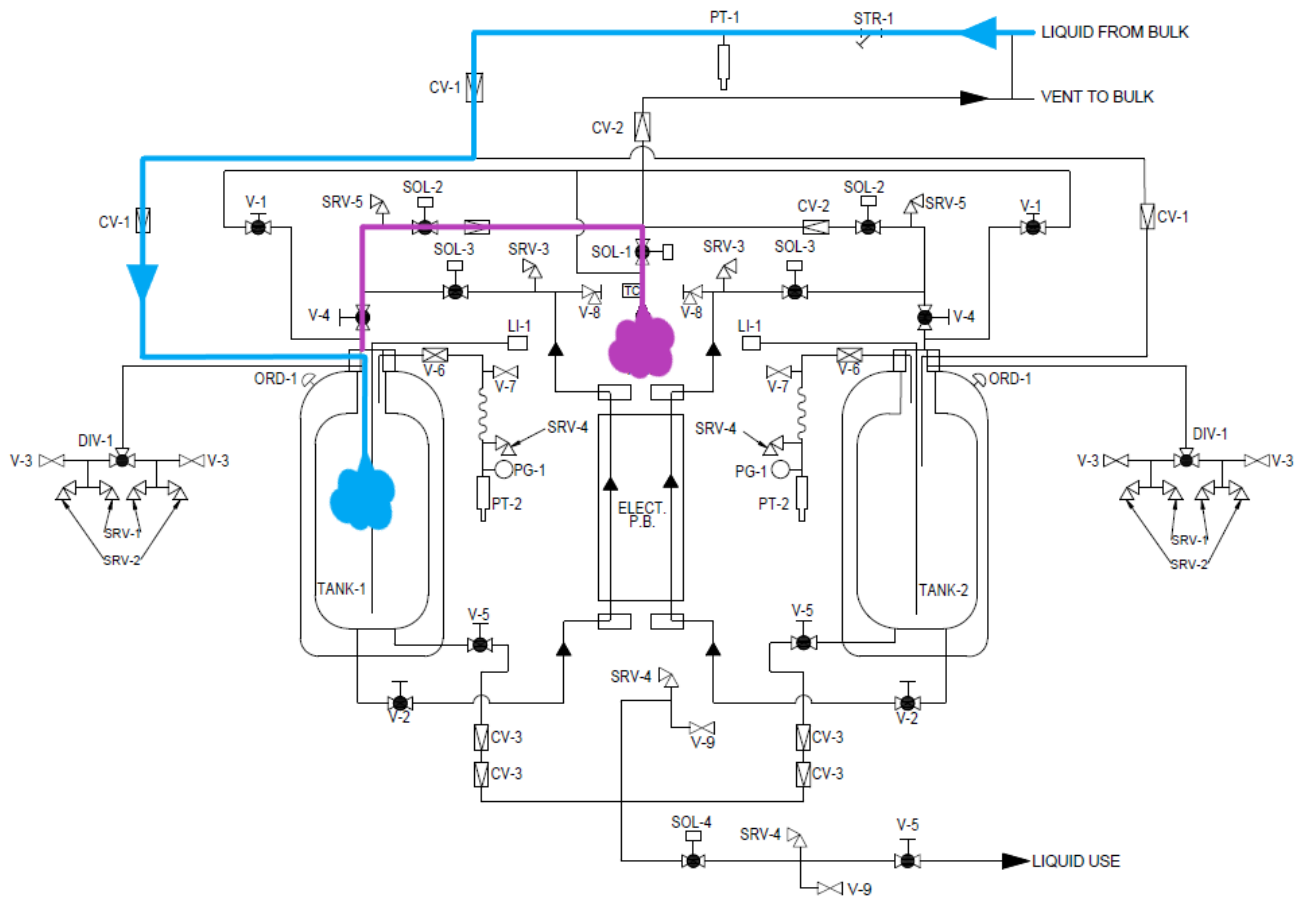 PT-1
STR-1
LIQUID FROM BULK
CV-1
VENT TO BULK
CV-2
SOL-2
SOL-2
V-1
SRV-5
CV-2
SRV-5
V-1
CV-1
CV-1
SOL-1
SOL-3
SRV-3
SRV-3
SOL-3
TC
V-8
V-8
V-4
V-4
LI-1
LI-1
V-6
V-6
ORD-1
V-7
V-7
ORD-1
DIV-1
SRV-4
SRV-4
DIV-1
V-3
V-3
PG-1
PG-1
V-3
V-3
PT-2
ELECT.
P.B.
PT-2
SRV-1
SRV-1
SRV-2
SRV-2
TANK-1
TANK-2
V-5
V-5
SRV-4
V-2
V-2
V-9
CV-3
CV-3
CV-3
CV-3
SOL-4
SRV-4
V-5
LIQUID USE
V-9